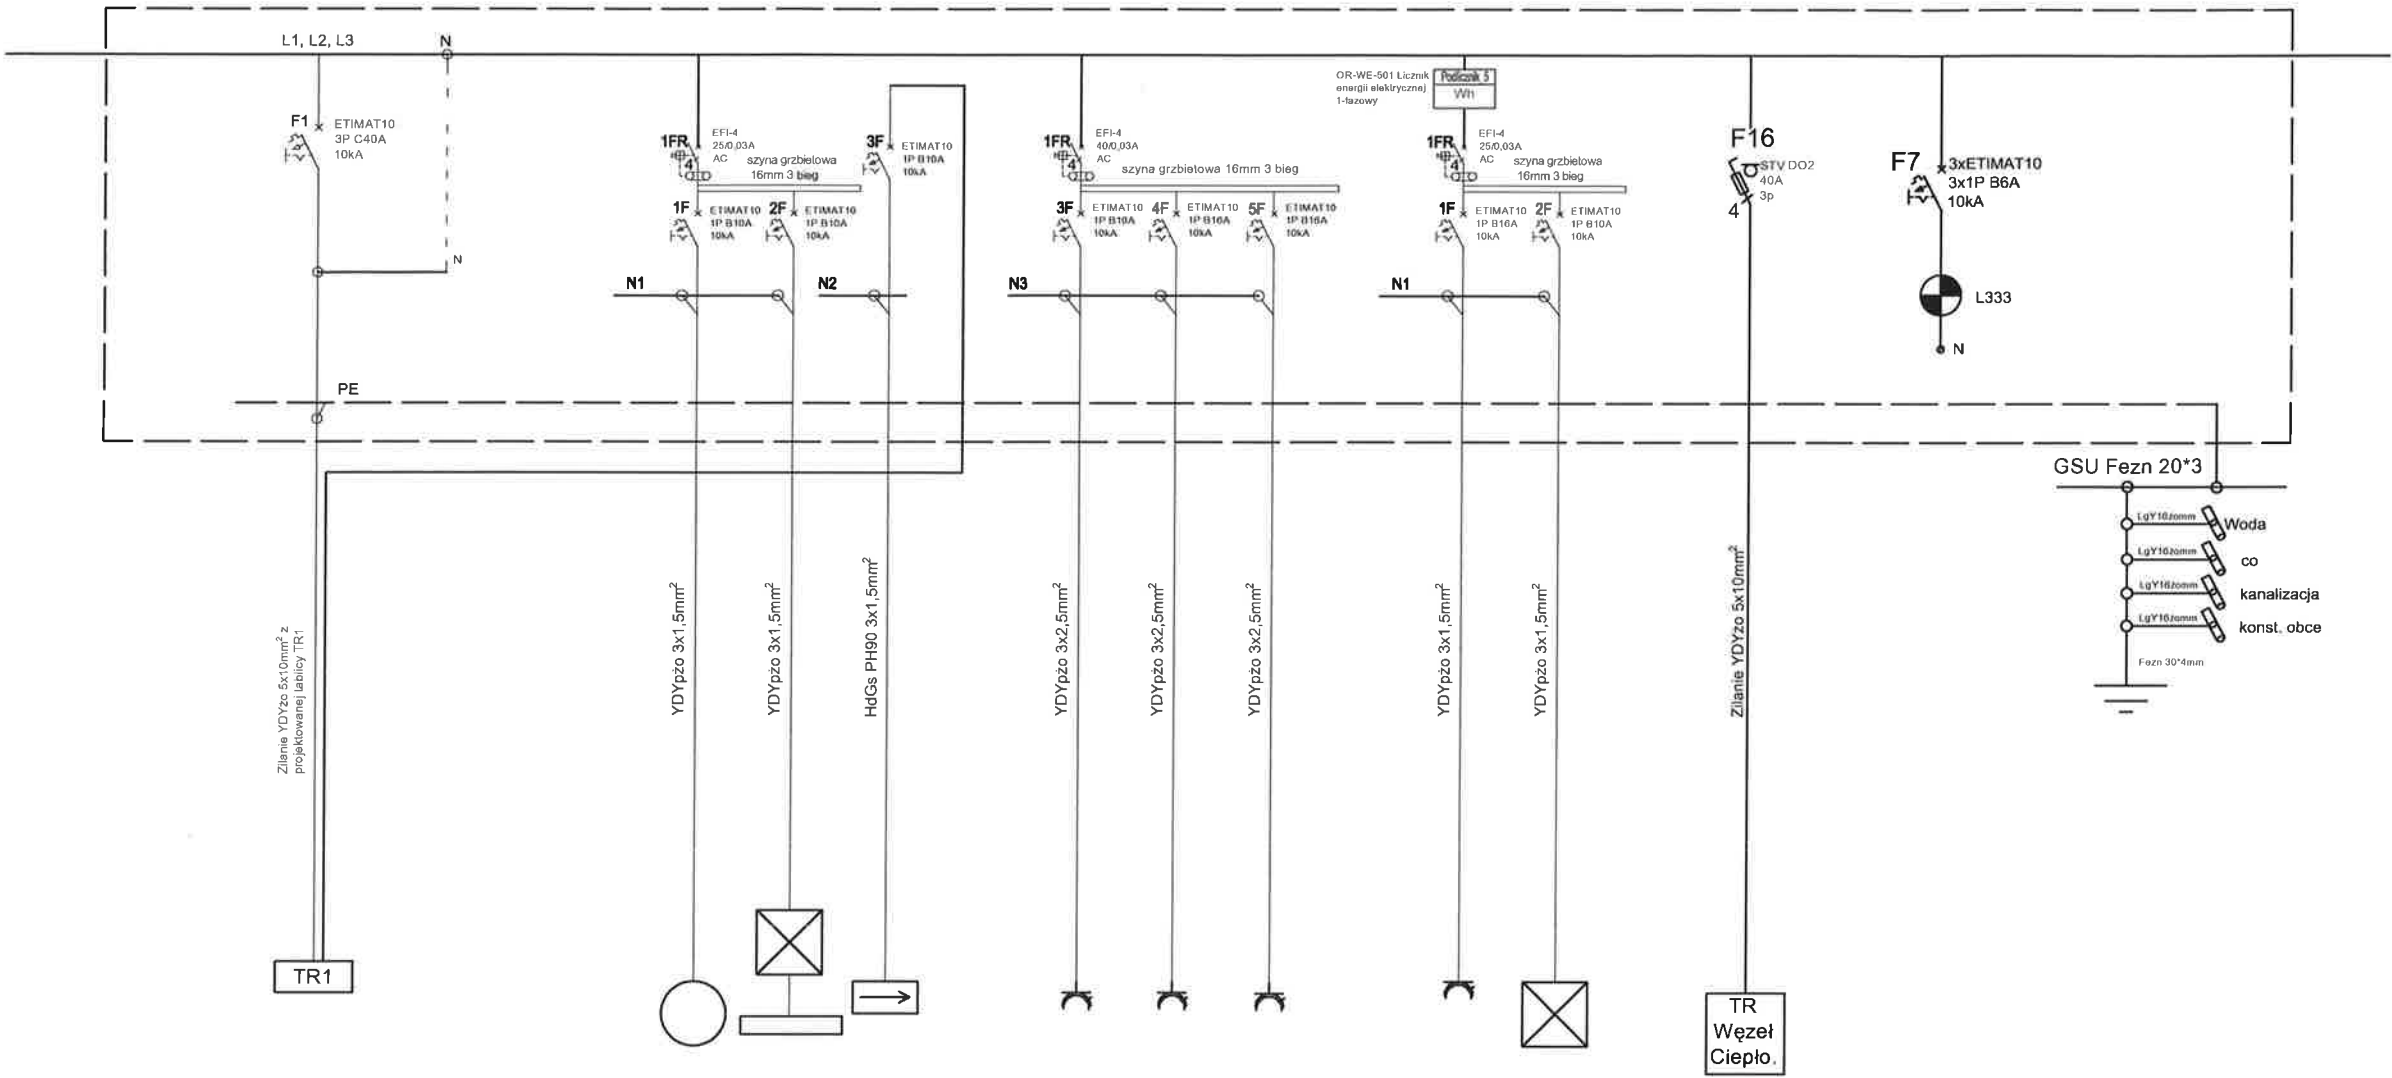 L1, L2, L3
N
F1
ETIMAT10
3P C40A
10kA
N
PE
1FR
4
EFI-4
25/0,03A
AC
szyna grzbietowa
16mm 3 bieg
1F
ETIMAT10
1P B10A
10kA
2F
ETIMAT10
1P B10A
10kA
3F
ETIMAT10
1P B10A
10kA
N1
N2
1FR
4
EFI-4
40/0,03A
AC
szyna grzbietowa 16mm 3 bieg
3F
ETIMAT10
1P B10A
10kA
4F
ETIMAT10
1P B16A
10kA
5F
ETIMAT10
1P B16A
10kA
N3
OR-WE-501 Licznik
energii elektrycznej
1-fazowy
Podlicznik 5
Wh
1FR
4
EFI-4
25/0,03A
AC
szyna grzbietowa
16mm 3 bieg
1F
ETIMAT10
1P B16A
10kA
2F
ETIMAT10
1P B10A
10kA
N1
F16
STV DO2
40A
3p
4
F7
3xETIMAT10
3x1P B6A
10kA
L333
N
GSU Fezn 20*3
LgY16żomm
Woda
LgY16żomm
co
LgY16żomm
kanalizacja
LgY16żomm
konst. obce
Fezn 30*4mm
Zilanie YDYżo 5x10mm² z
projektowanej tablicy TR1
YDYpżo 3x1,5mm²
YDYpżo 3x1,5mm²
HdGs PH90 3x1,5mm²
YDYpżo 3x2,5mm²
YDYpżo 3x2,5mm²
YDYpżo 3x2,5mm²
YDYpżo 3x1,5mm²
YDYpżo 3x1,5mm²
Zilanie YDYżo 5x10mm²
TR1
TR
Węzeł
Ciepło.